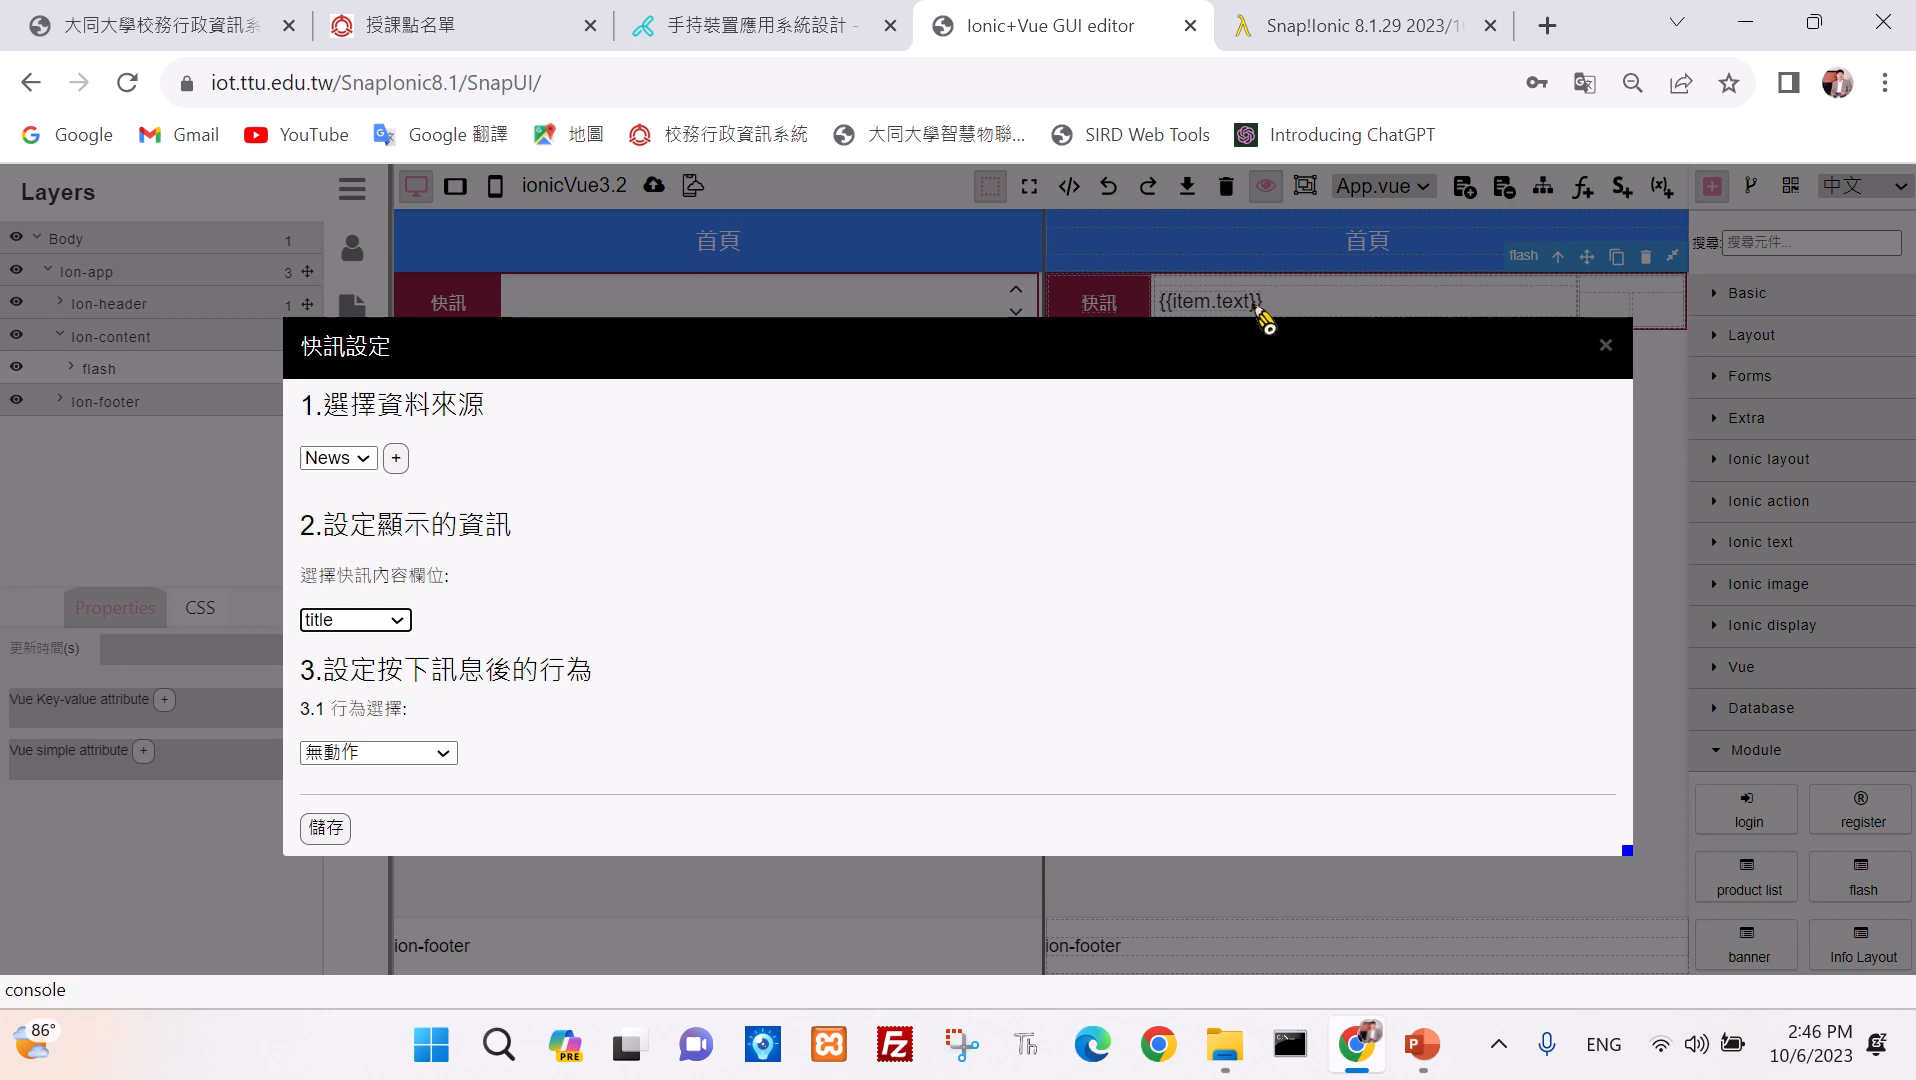 大同大學校務行政資訊系
授課點名單
手持裝置應用系統設計 -
Ionic+Vue GUI editor
Snap!Ionic 8.1.29 2023/10
iot.ttu.edu.tw/SnapIonic8.1/SnapUI/
Google
Gmail
YouTube
Google 翻譯
地圖
校務行政資訊系統
大同大學智慧物聯...
SIRD Web Tools
Introducing ChatGPT
Layers
ionicVue3.2
App.vue
中文
Body 1
Ion-app 3
Ion-header 1
Ion-content
flash
Ion-footer
首頁
首頁
flash
快訊
快訊
{{item.text}}
搜尋:
搜尋元件...
Basic
Layout
Forms
Extra
Ionic layout
Ionic action
Ionic text
Ionic image
Ionic display
Vue
Database
Module
login
register
product list
flash
banner
Info Layout
快訊設定
1.選擇資料來源
News
+
2.設定顯示的資訊
選擇快訊內容欄位:
title
3.設定按下訊息後的行為
3.1 行為選擇:
無動作
儲存
Properties
CSS
更新時間(s)
Vue Key-value attribute +
Vue simple attribute +
ion-footer
ion-footer
console
86°
PRE
Th
ENG
2:46 PM
10/6/2023